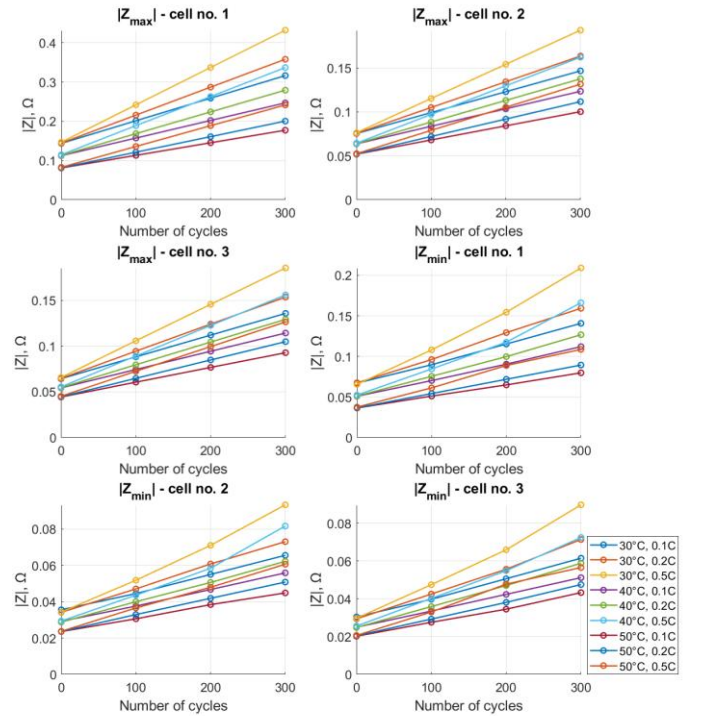 |Z_max| - cell no. 1
|Z|, Ω
0.4
0.3
0.2
0.1
0
0 100 200 300
Number of cycles
|Z_max| - cell no. 2
0.15
0.1
0.05
0
0 100 200 300
Number of cycles
|Z_max| - cell no. 3
|Z|, Ω
0.15
0.1
0.05
0
0 100 200 300
Number of cycles
|Z_min| - cell no. 1
0.2
0.15
0.1
0.05
0
0 100 200 300
Number of cycles
|Z_min| - cell no. 2
|Z|, Ω
0.08
0.06
0.04
0.02
0
0 100 200 300
Number of cycles
|Z_min| - cell no. 3
0.08
0.06
0.04
0.02
0
0 100 200 300
Number of cycles
30°C, 0.1C
30°C, 0.2C
30°C, 0.5C
40°C, 0.1C
40°C, 0.2C
40°C, 0.5C
50°C, 0.1C
50°C, 0.2C
50°C, 0.5C